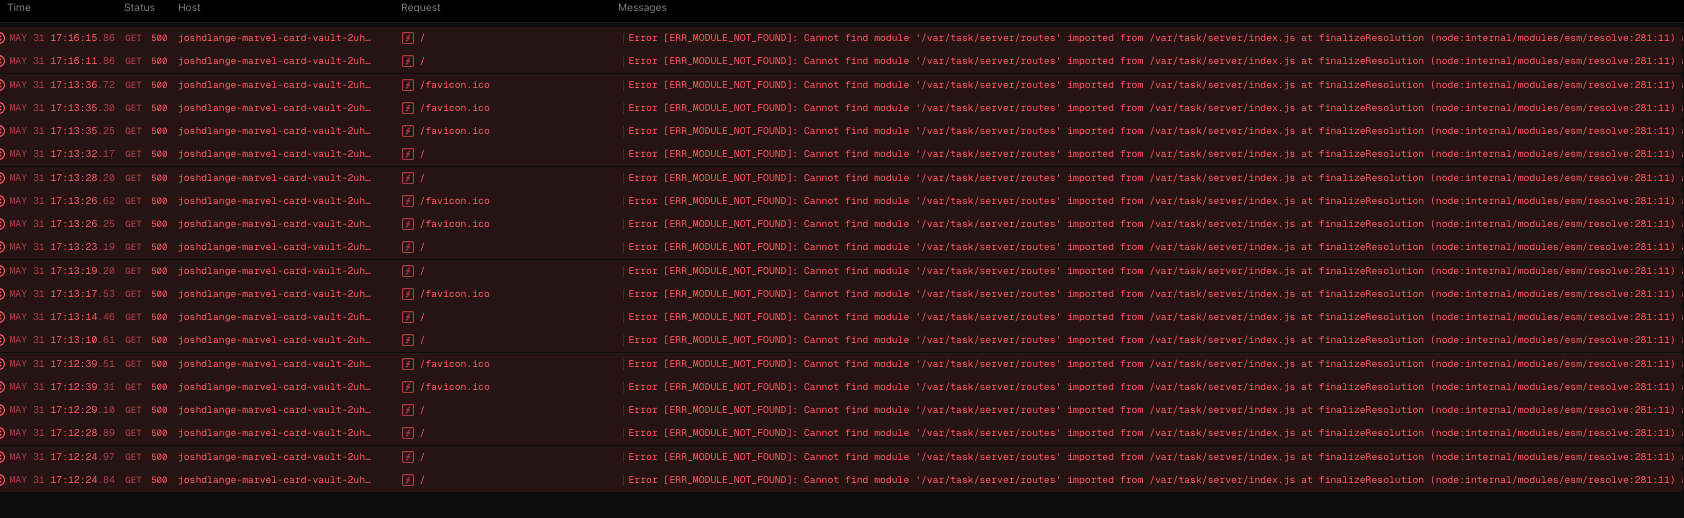 Time Status Host Request Messages
MAY 31 17:16:15.86 GET 500 joshdlange-marvel-card-vault-2uh… / Error [ERR_MODULE_NOT_FOUND]: Cannot find module '/var/task/server/routes' imported from /var/task/server/index.js at finalizeResolution (node:internal/modules/esm/resolve:281:11)
MAY 31 17:16:11.86 GET 500 joshdlange-marvel-card-vault-2uh… / Error [ERR_MODULE_NOT_FOUND]: Cannot find module '/var/task/server/routes' imported from /var/task/server/index.js at finalizeResolution (node:internal/modules/esm/resolve:281:11)
MAY 31 17:13:36.72 GET 500 joshdlange-marvel-card-vault-2uh… /favicon.ico Error [ERR_MODULE_NOT_FOUND]: Cannot find module '/var/task/server/routes' imported from /var/task/server/index.js at finalizeResolution (node:internal/modules/esm/resolve:281:11)
MAY 31 17:13:35.30 GET 500 joshdlange-marvel-card-vault-2uh… /favicon.ico Error [ERR_MODULE_NOT_FOUND]: Cannot find module '/var/task/server/routes' imported from /var/task/server/index.js at finalizeResolution (node:internal/modules/esm/resolve:281:11)
MAY 31 17:13:35.25 GET 500 joshdlange-marvel-card-vault-2uh… /favicon.ico Error [ERR_MODULE_NOT_FOUND]: Cannot find module '/var/task/server/routes' imported from /var/task/server/index.js at finalizeResolution (node:internal/modules/esm/resolve:281:11)
MAY 31 17:13:32.17 GET 500 joshdlange-marvel-card-vault-2uh… / Error [ERR_MODULE_NOT_FOUND]: Cannot find module '/var/task/server/routes' imported from /var/task/server/index.js at finalizeResolution (node:internal/modules/esm/resolve:281:11)
MAY 31 17:13:28.20 GET 500 joshdlange-marvel-card-vault-2uh… / Error [ERR_MODULE_NOT_FOUND]: Cannot find module '/var/task/server/routes' imported from /var/task/server/index.js at finalizeResolution (node:internal/modules/esm/resolve:281:11)
MAY 31 17:13:26.62 GET 500 joshdlange-marvel-card-vault-2uh… /favicon.ico Error [ERR_MODULE_NOT_FOUND]: Cannot find module '/var/task/server/routes' imported from /var/task/server/index.js at finalizeResolution (node:internal/modules/esm/resolve:281:11)
MAY 31 17:13:26.25 GET 500 joshdlange-marvel-card-vault-2uh… /favicon.ico Error [ERR_MODULE_NOT_FOUND]: Cannot find module '/var/task/server/routes' imported from /var/task/server/index.js at finalizeResolution (node:internal/modules/esm/resolve:281:11)
MAY 31 17:13:23.19 GET 500 joshdlange-marvel-card-vault-2uh… / Error [ERR_MODULE_NOT_FOUND]: Cannot find module '/var/task/server/routes' imported from /var/task/server/index.js at finalizeResolution (node:internal/modules/esm/resolve:281:11)
MAY 31 17:13:19.20 GET 500 joshdlange-marvel-card-vault-2uh… / Error [ERR_MODULE_NOT_FOUND]: Cannot find module '/var/task/server/routes' imported from /var/task/server/index.js at finalizeResolution (node:internal/modules/esm/resolve:281:11)
MAY 31 17:13:17.53 GET 500 joshdlange-marvel-card-vault-2uh… /favicon.ico Error [ERR_MODULE_NOT_FOUND]: Cannot find module '/var/task/server/routes' imported from /var/task/server/index.js at finalizeResolution (node:internal/modules/esm/resolve:281:11)
MAY 31 17:13:14.46 GET 500 joshdlange-marvel-card-vault-2uh… / Error [ERR_MODULE_NOT_FOUND]: Cannot find module '/var/task/server/routes' imported from /var/task/server/index.js at finalizeResolution (node:internal/modules/esm/resolve:281:11)
MAY 31 17:13:10.61 GET 500 joshdlange-marvel-card-vault-2uh… / Error [ERR_MODULE_NOT_FOUND]: Cannot find module '/var/task/server/routes' imported from /var/task/server/index.js at finalizeResolution (node:internal/modules/esm/resolve:281:11)
MAY 31 17:12:39.51 GET 500 joshdlange-marvel-card-vault-2uh… /favicon.ico Error [ERR_MODULE_NOT_FOUND]: Cannot find module '/var/task/server/routes' imported from /var/task/server/index.js at finalizeResolution (node:internal/modules/esm/resolve:281:11)
MAY 31 17:12:39.31 GET 500 joshdlange-marvel-card-vault-2uh… /favicon.ico Error [ERR_MODULE_NOT_FOUND]: Cannot find module '/var/task/server/routes' imported from /var/task/server/index.js at finalizeResolution (node:internal/modules/esm/resolve:281:11)
MAY 31 17:12:29.10 GET 500 joshdlange-marvel-card-vault-2uh… / Error [ERR_MODULE_NOT_FOUND]: Cannot find module '/var/task/server/routes' imported from /var/task/server/index.js at finalizeResolution (node:internal/modules/esm/resolve:281:11)
MAY 31 17:12:28.89 GET 500 joshdlange-marvel-card-vault-2uh… / Error [ERR_MODULE_NOT_FOUND]: Cannot find module '/var/task/server/routes' imported from /var/task/server/index.js at finalizeResolution (node:internal/modules/esm/resolve:281:11)
MAY 31 17:12:24.97 GET 500 joshdlange-marvel-card-vault-2uh… / Error [ERR_MODULE_NOT_FOUND]: Cannot find module '/var/task/server/routes' imported from /var/task/server/index.js at finalizeResolution (node:internal/modules/esm/resolve:281:11)
MAY 31 17:12:24.84 GET 500 joshdlange-marvel-card-vault-2uh… / Error [ERR_MODULE_NOT_FOUND]: Cannot find module '/var/task/server/routes' imported from /var/task/server/index.js at finalizeResolution (node:internal/modules/esm/resolve:281:11)